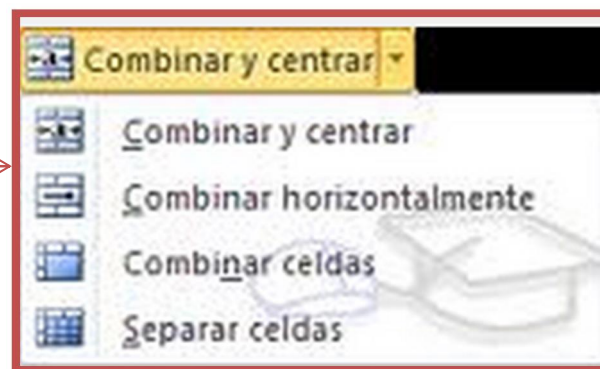 Combinar y centrar
Combinar y centrar
Combinar horizontalmente
Combinar celdas
Separar celdas